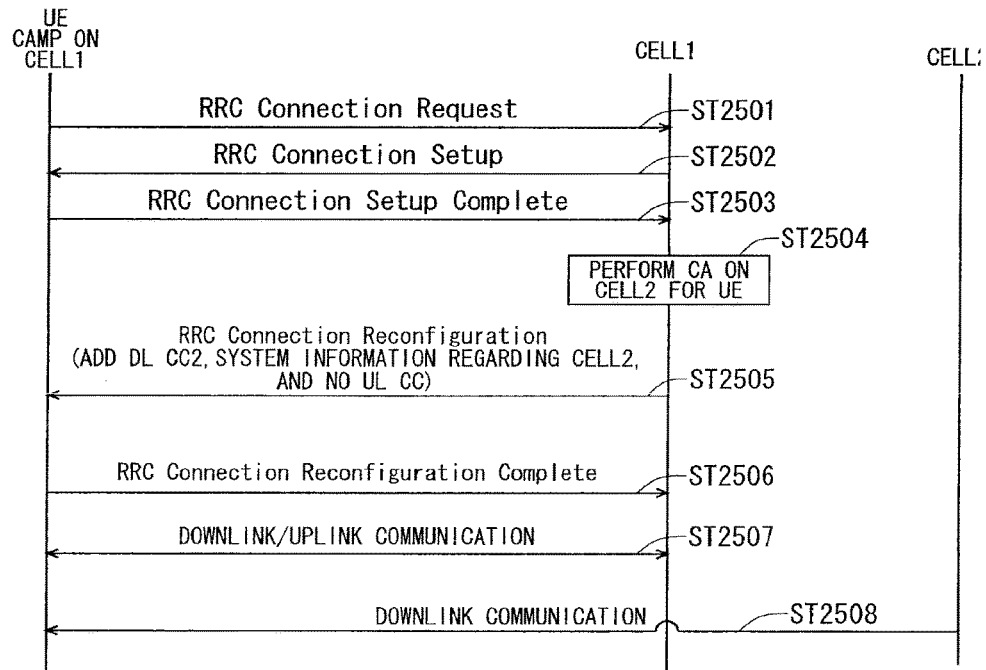 UE
CAMP ON
CELL1
CELL1
CELL
RRC Connection Request
ST2501
RRC Connection Setup
ST2502
RRC Connection Setup Complete
ST2503
ST2504
PERFORM CA ON
CELL2 FOR UE
RRC Connection Reconfiguration
(ADD DL CC2, SYSTEM INFORMATION REGARDING CELL2,
AND NO UL CC)
ST2505
RRC Connection Reconfiguration Complete
ST2506
DOWNLINK/UPLINK COMMUNICATION
ST2507
DOWNLINK COMMUNICATION
ST2508